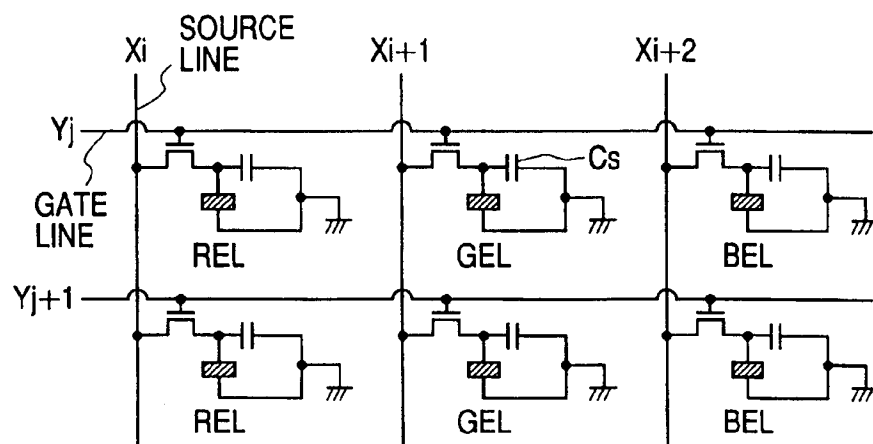 SOURCE
LINE
Xi
Xi+1
Xi+2
Yj
Cs
GATE
LINE
REL
GEL
BEL
Yj+1
REL
GEL
BEL